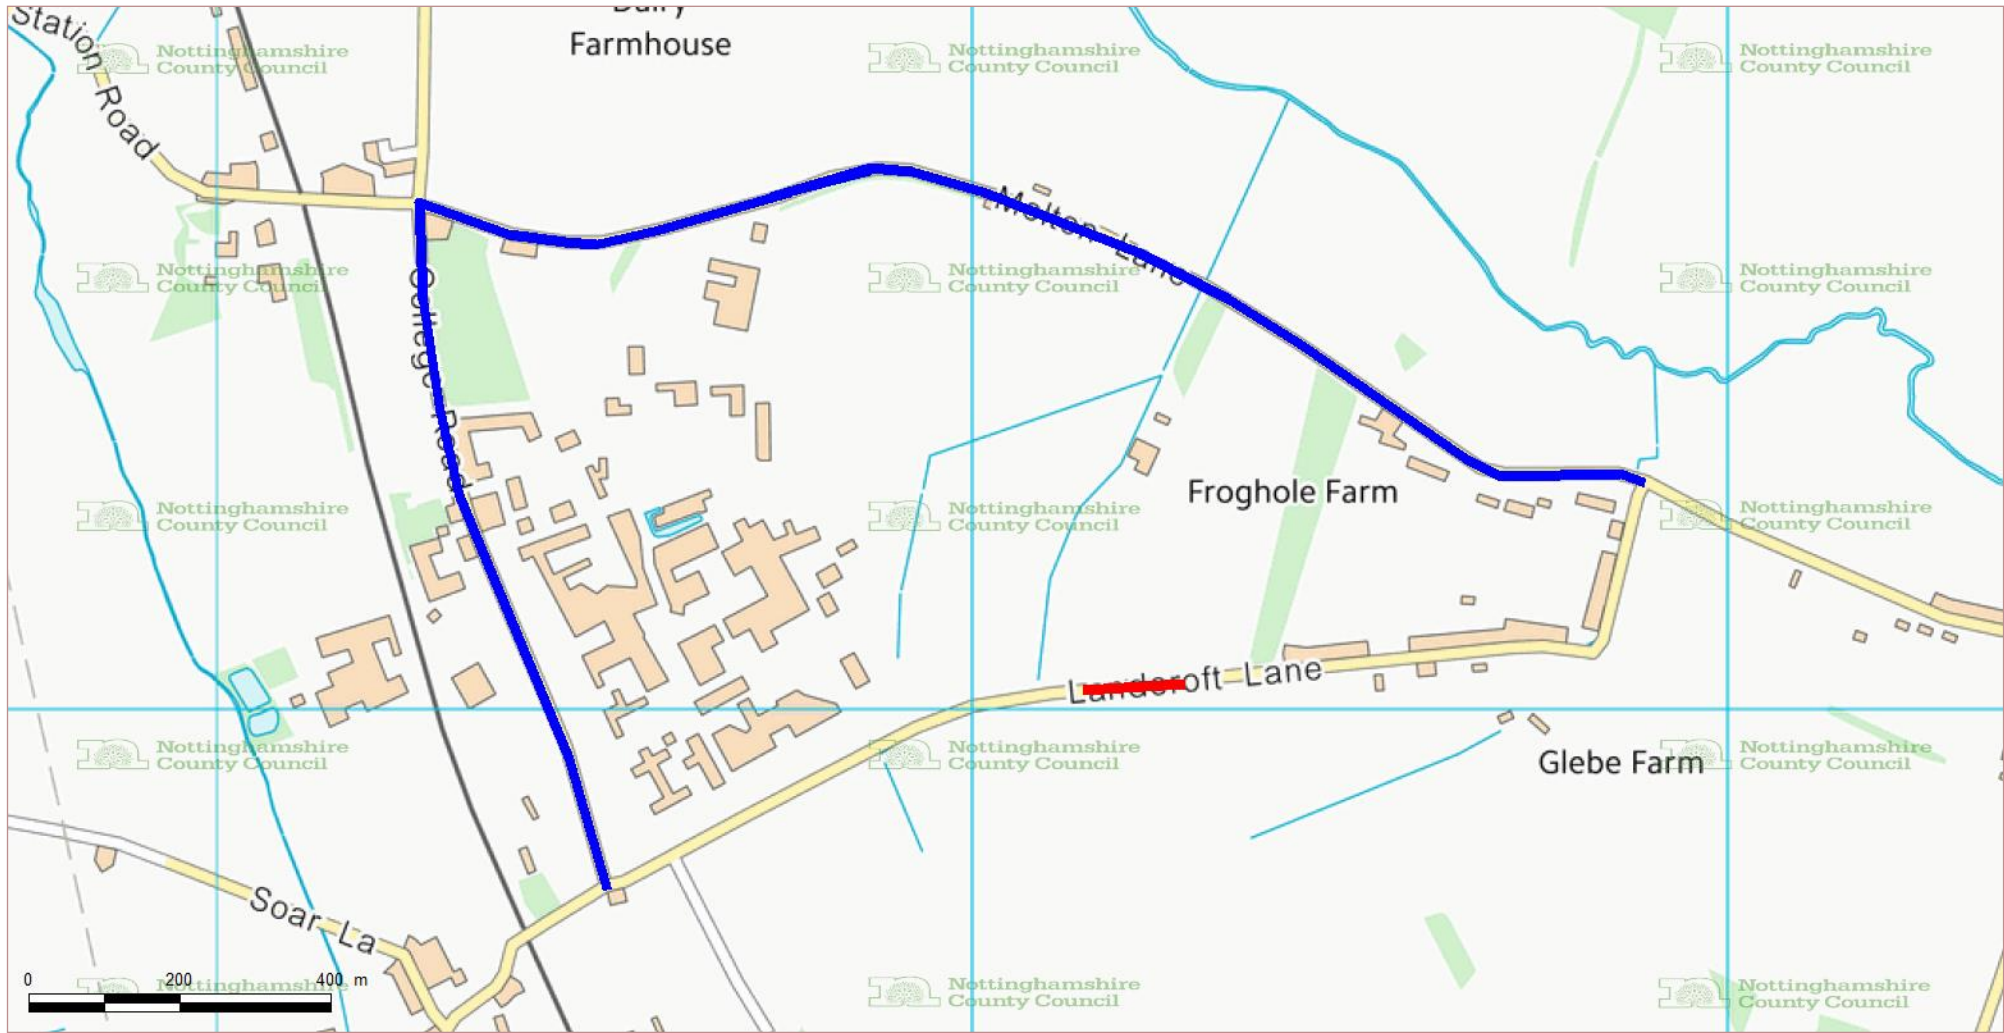 Dairy
Farmhouse
Station Road
Nottinghamshire
County Council
Nottinghamshire
County Council
Nottinghamshire
County Council
Melton Lane
College Road
Nottinghamshire
County Council
Nottinghamshire
County Council
Nottinghamshire
County Council
Froghole Farm
Nottinghamshire
County Council
Nottinghamshire
County Council
Nottinghamshire
County Council
Landcroft Lane
Glebe Farm
Nottinghamshire
County Council
Nottinghamshire
County Council
Nottinghamshire
County Council
Soar La
0 200 400 m
Nottinghamshire
County Council
Nottinghamshire
County Council
Nottinghamshire
County Council